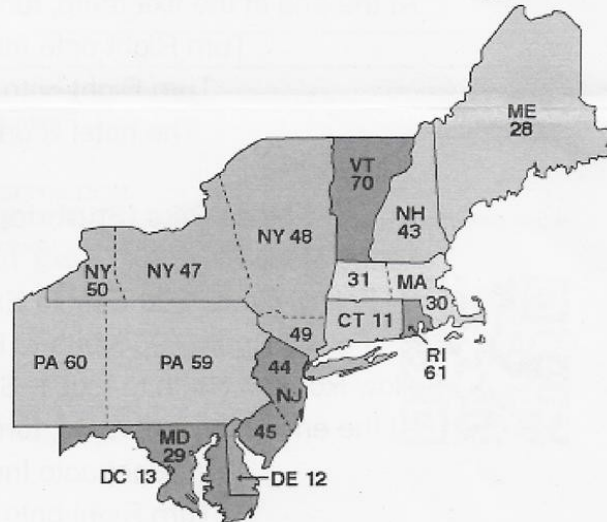 ME
28
VT
70
NH
43
NY 48
NY
50
NY 47
31
MA
30
CT 11
RI
61
49
PA 60
PA 59
44
NJ
45
MD
29
DC 13
DE 12